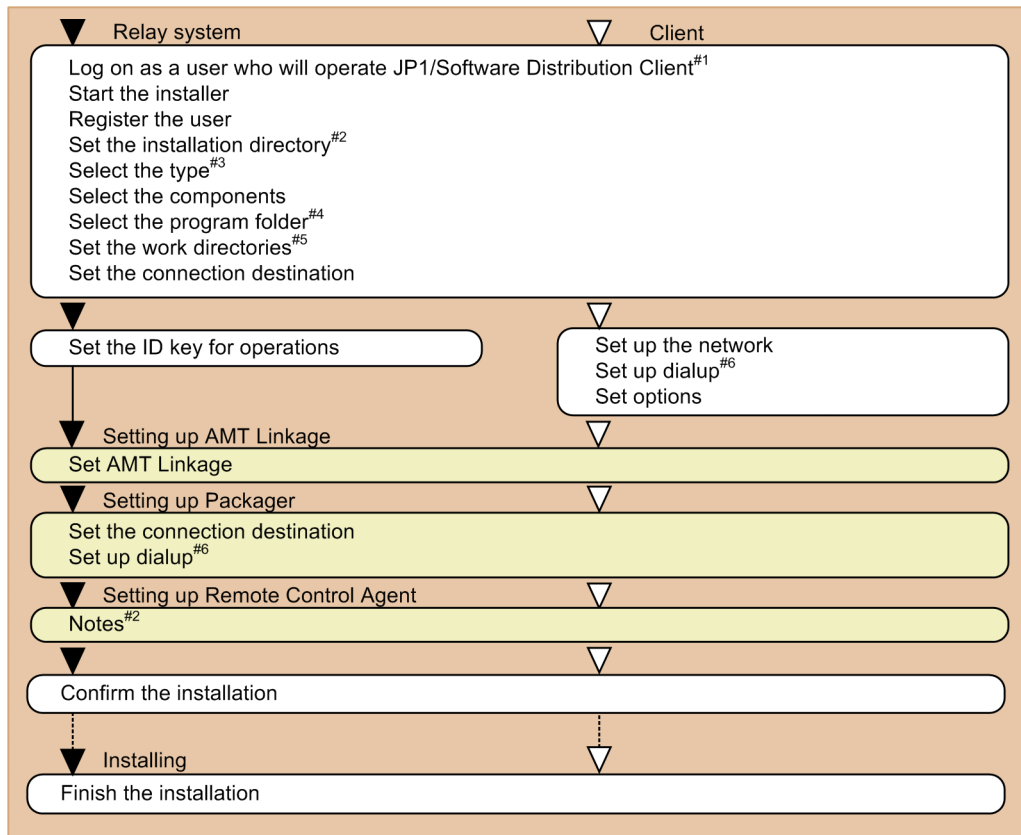 Relay system
Client
Log on as a user who will operate JP1/Software Distribution Client#1
Start the installer
Register the user
Set the installation directory#2
Select the type#3
Select the components
Select the program folder#4
Set the work directories#5
Set the connection destination
Set the ID key for operations
Set up the network
Set up dialup#6
Set options
Setting up AMT Linkage
Set AMT Linkage
Setting up Packager
Set the connection destination
Set up dialup#6
Setting up Remote Control Agent
Notes#2
Confirm the installation
Installing
Finish the installation